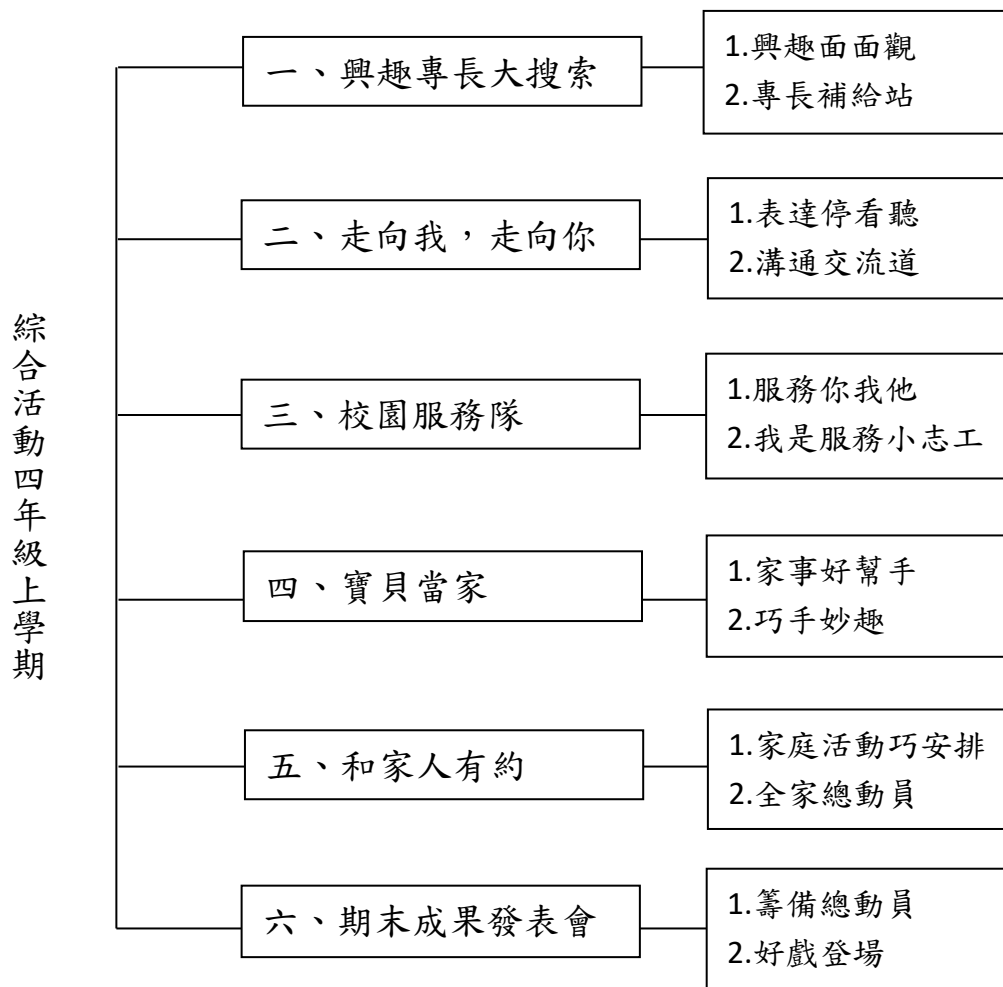 綜合活動四年級上學期
一、興趣專長大搜索
1.興趣面面觀
2.專長補給站
二、走向我，走向你
1.表達停看聽
2.溝通交流道
三、校園服務隊
1.服務你我他
2.我是服務小志工
四、寶貝當家
1.家事好幫手
2.巧手妙趣
五、和家人有約
1.家庭活動巧安排
2.全家總動員
六、期末成果發表會
1.籌備總動員
2.好戲登場